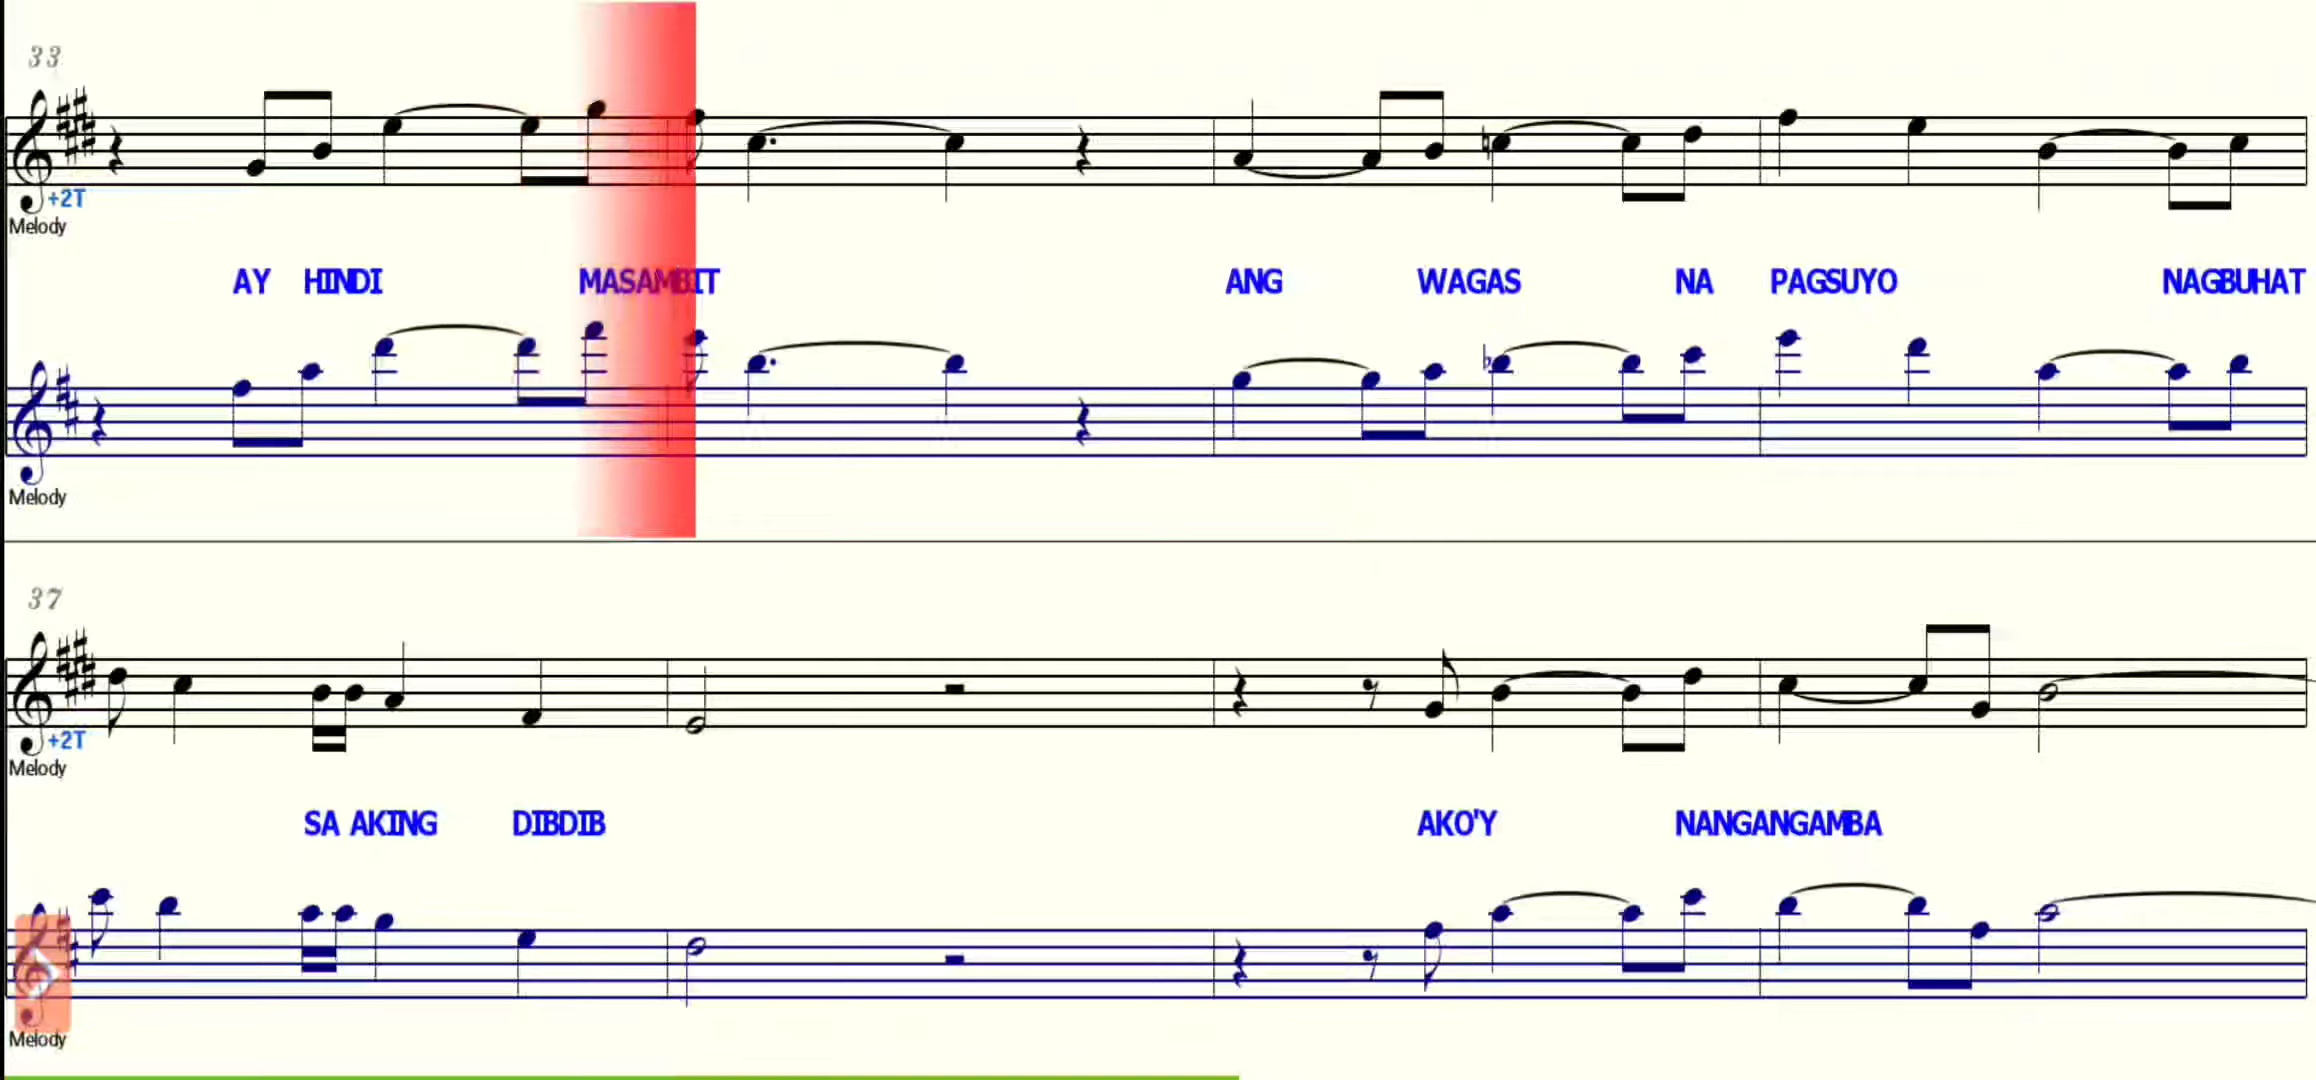 33
+2T
Melody
AY HINDI MASAMBIT ANG WAGAS NA PAGSUYO NAGBUHAT
Melody
37
+2T
Melody
SA AKING DIBDIB AKO'Y NANGANGAMBA
Melody